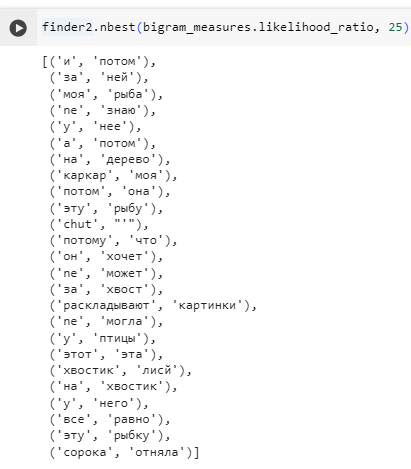 finder2.nbest(bigram_measures.likelihood_ratio, 25)
[('и', 'потом'),
('за', 'ней'),
('моя', 'рыба'),
('ne', 'знаю'),
('у', 'нее'),
('а', 'потом'),
('на', 'дерево'),
('каркар', 'моя'),
('потом', 'она'),
('эту', 'рыбу'),
('chut', "'"),
('потому', 'что'),
('он', 'хочет'),
('ne', 'может'),
('за', 'хвост'),
('раскладывают', 'картинки'),
('ne', 'могла'),
('у', 'птицы'),
('этот', 'эта'),
('хвостик', 'лисй'),
('на', 'хвостик'),
('у', 'него'),
('все', 'равно'),
('эту', 'рыбку'),
('сорока', 'отняла')]